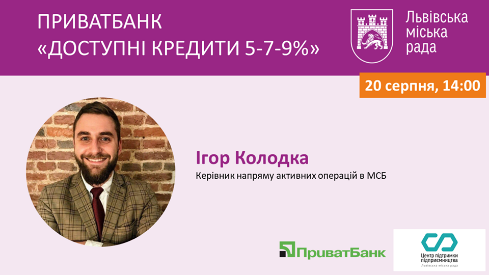 ПРИВАТБАНК
«ДОСТУПНІ КРЕДИТИ 5-7-9%»
Львівська
міська
рада
20 серпня, 14:00
Ігор Колодка
Керівник напряму активних операцій в МСБ
ПриватБанк
Центр підтримки
підприємництва